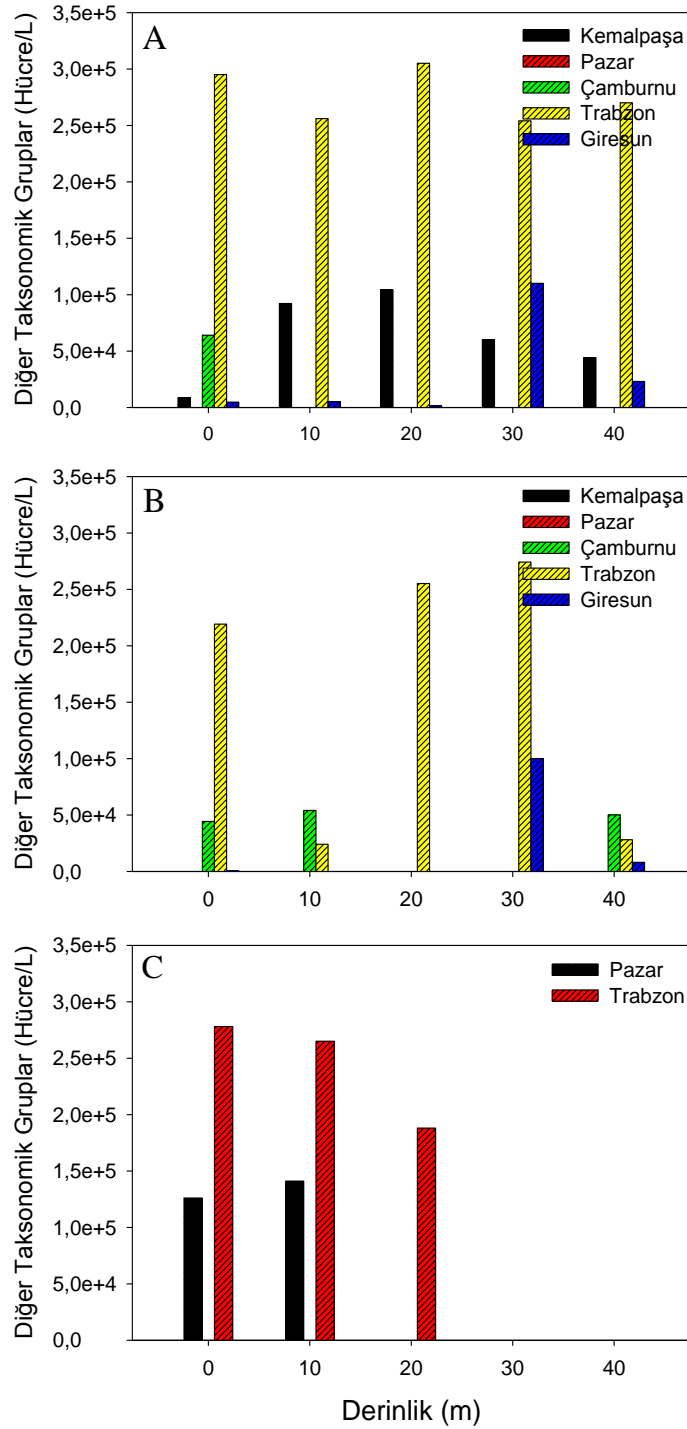 A
Diğer Taksonomik Gruplar (Hücre/L)
3,5e+5
3,0e+5
2,5e+5
2,0e+5
1,5e+5
1,0e+5
5,0e+4
0,0
Kemalpaşa
Pazar
Çamburnu
Trabzon
Giresun
0 10 20 30 40
B
Diğer Taksonomik Gruplar (Hücre/L)
3,5e+5
3,0e+5
2,5e+5
2,0e+5
1,5e+5
1,0e+5
5,0e+4
0,0
Kemalpaşa
Pazar
Çamburnu
Trabzon
Giresun
0 10 20 30 40
C
Diğer Taksonomik Gruplar (Hücre/L)
3,5e+5
3,0e+5
2,5e+5
2,0e+5
1,5e+5
1,0e+5
5,0e+4
0,0
Pazar
Trabzon
0 10 20 30 40
Derinlik (m)